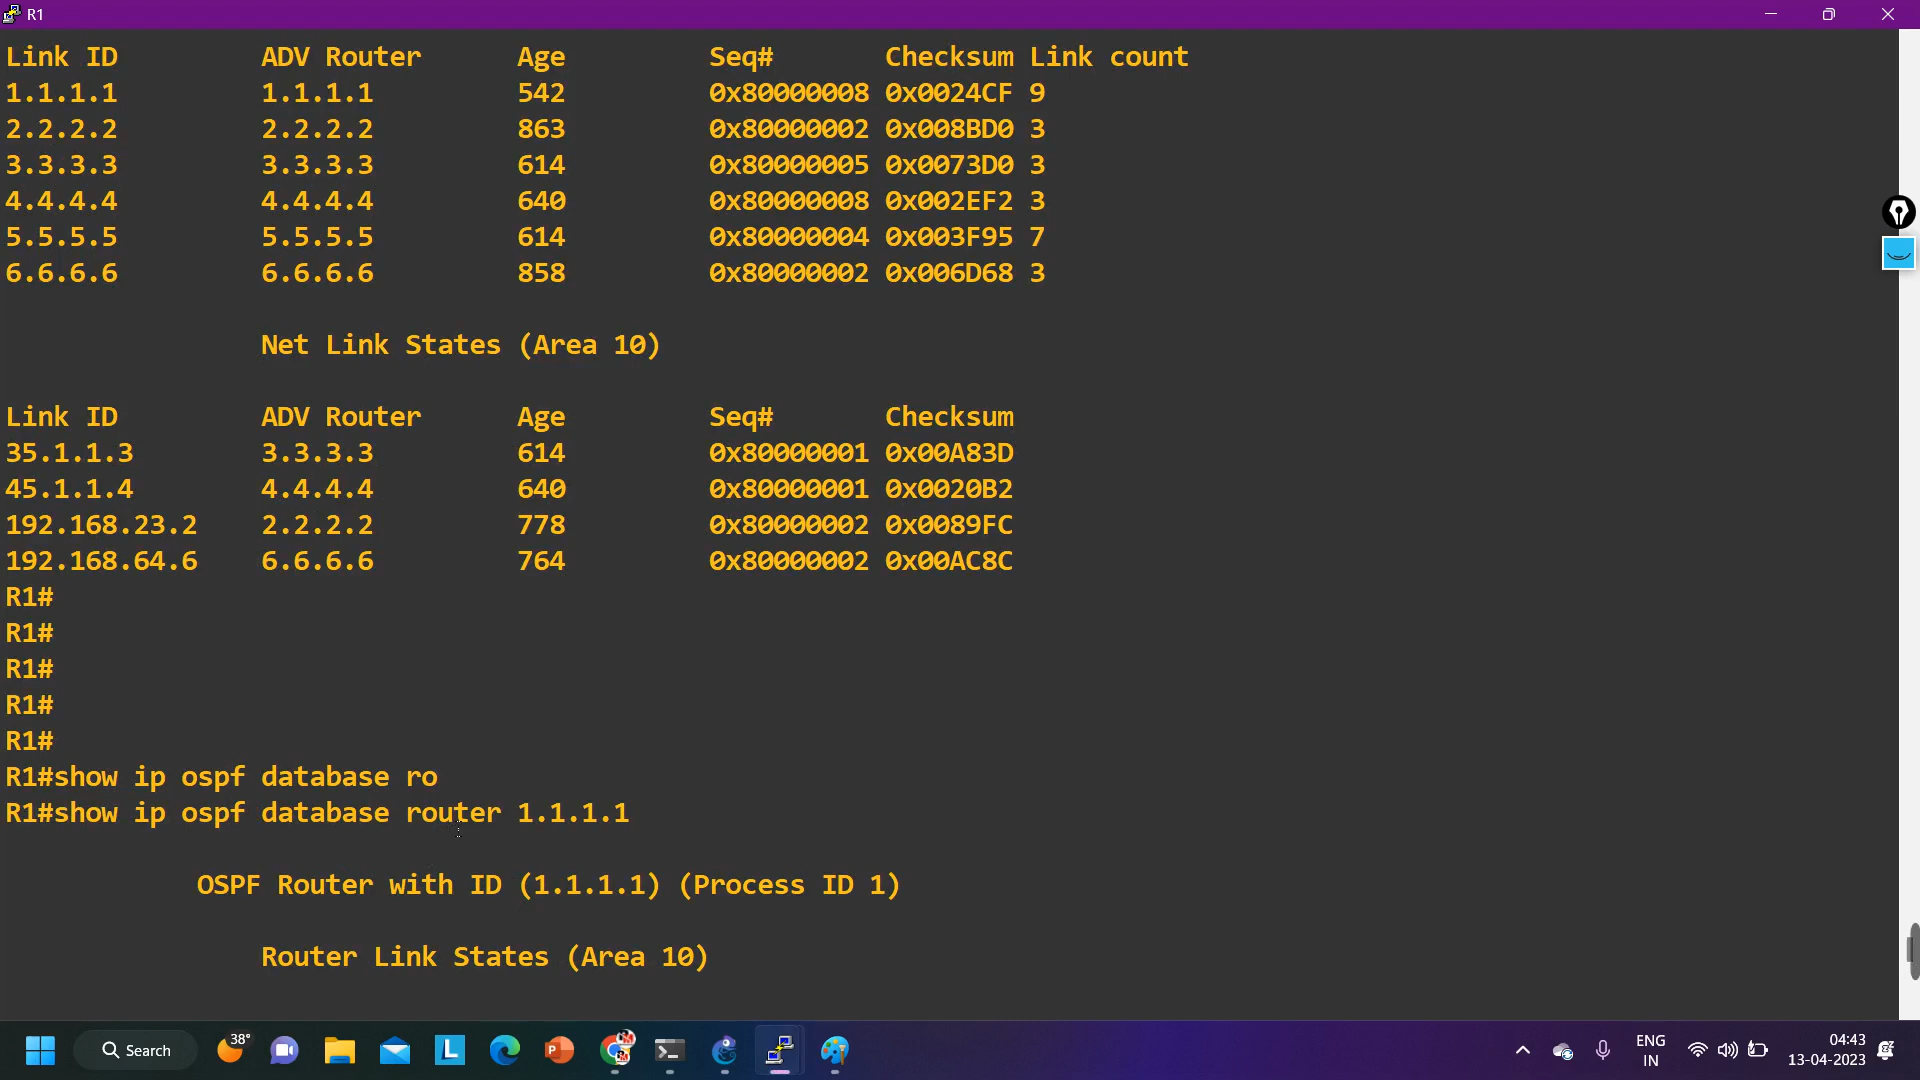 R1
Link ID ADV Router Age Seq# Checksum Link count
1.1.1.1 1.1.1.1 542 0x80000008 0x0024CF 9
2.2.2.2 2.2.2.2 863 0x80000002 0x008BD0 3
3.3.3.3 3.3.3.3 614 0x80000005 0x0073D0 3
4.4.4.4 4.4.4.4 640 0x80000008 0x002EF2 3
5.5.5.5 5.5.5.5 614 0x80000004 0x003F95 7
6.6.6.6 6.6.6.6 858 0x80000002 0x006D68 3
Net Link States (Area 10)
Link ID ADV Router Age Seq# Checksum
35.1.1.3 3.3.3.3 614 0x80000001 0x00A83D
45.1.1.4 4.4.4.4 640 0x80000001 0x0020B2
192.168.23.2 2.2.2.2 778 0x80000002 0x0089FC
192.168.64.6 6.6.6.6 764 0x80000002 0x00AC8C
R1#
R1#
R1#
R1#
R1#
R1#show ip ospf database ro
R1#show ip ospf database router 1.1.1.1
OSPF Router with ID (1.1.1.1) (Process ID 1)
Router Link States (Area 10)
Search
38°
L
P
ENG
IN
04:43
13-04-2023